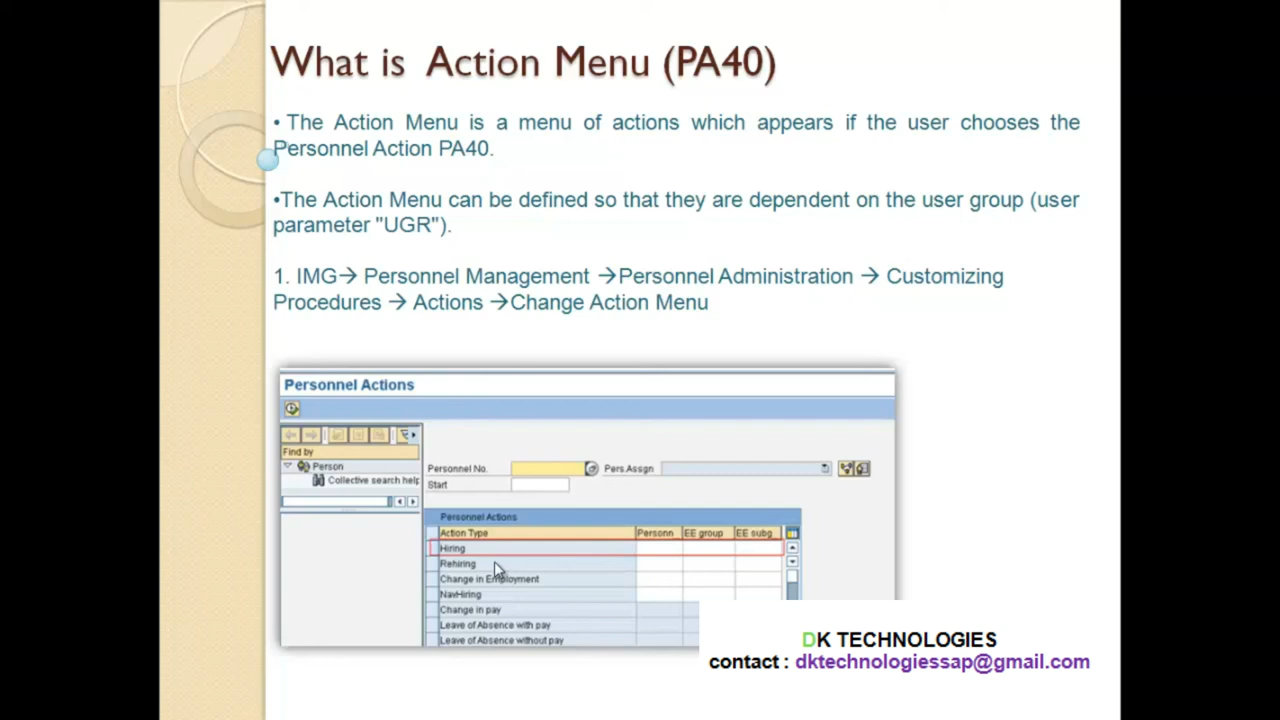 What is Action Menu (PA40)
• The Action Menu is a menu of actions which appears if the user chooses the
Personnel Action PA40.
•The Action Menu can be defined so that they are dependent on the user group (user
parameter "UGR").
1. IMG→ Personnel Management →Personnel Administration → Customizing
Procedures → Actions →Change Action Menu
Personnel Actions
Find by
Person
Collective search help
Personnel No.
Pers.Assgn
Start
Personnel Actions
Action Type Personn EE group EE subg
Hiring
Rehiring
Change in Employment
NavHiring
Change in pay
Leave of Absence with pay
Leave of Absence without pay
DK TECHNOLOGIES
contact : dktechnologiessap@gmail.com